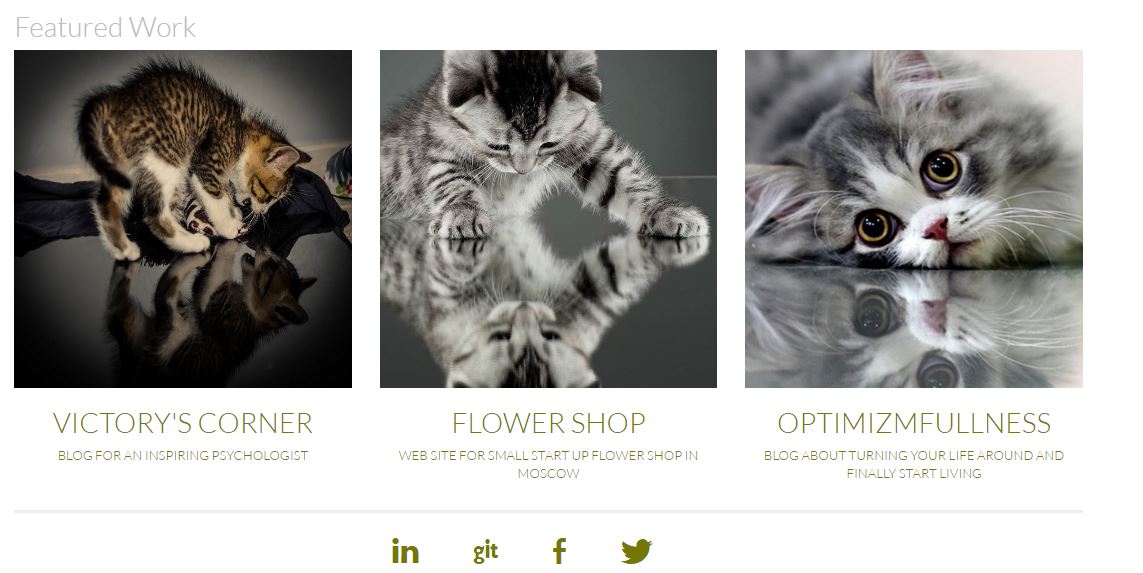 Featured Work
VICTORY'S CORNER
BLOG FOR AN INSPIRING PSYCHOLOGIST
FLOWER SHOP
WEB SITE FOR SMALL START UP FLOWER SHOP IN
MOSCOW
OPTIMIZMFULLNESS
BLOG ABOUT TURNING YOUR LIFE AROUND AND
FINALLY START LIVING
in
git
f